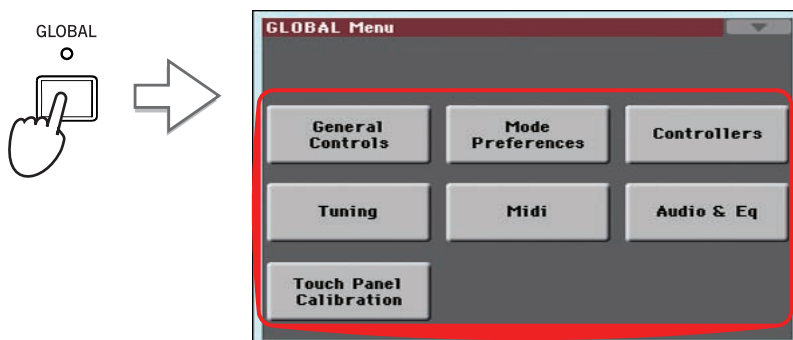 GLOBAL
GLOBAL Menu
General
Controls
Mode
Preferences
Controllers
Tuning
Midi
Audio & Eq
Touch Panel
Calibration